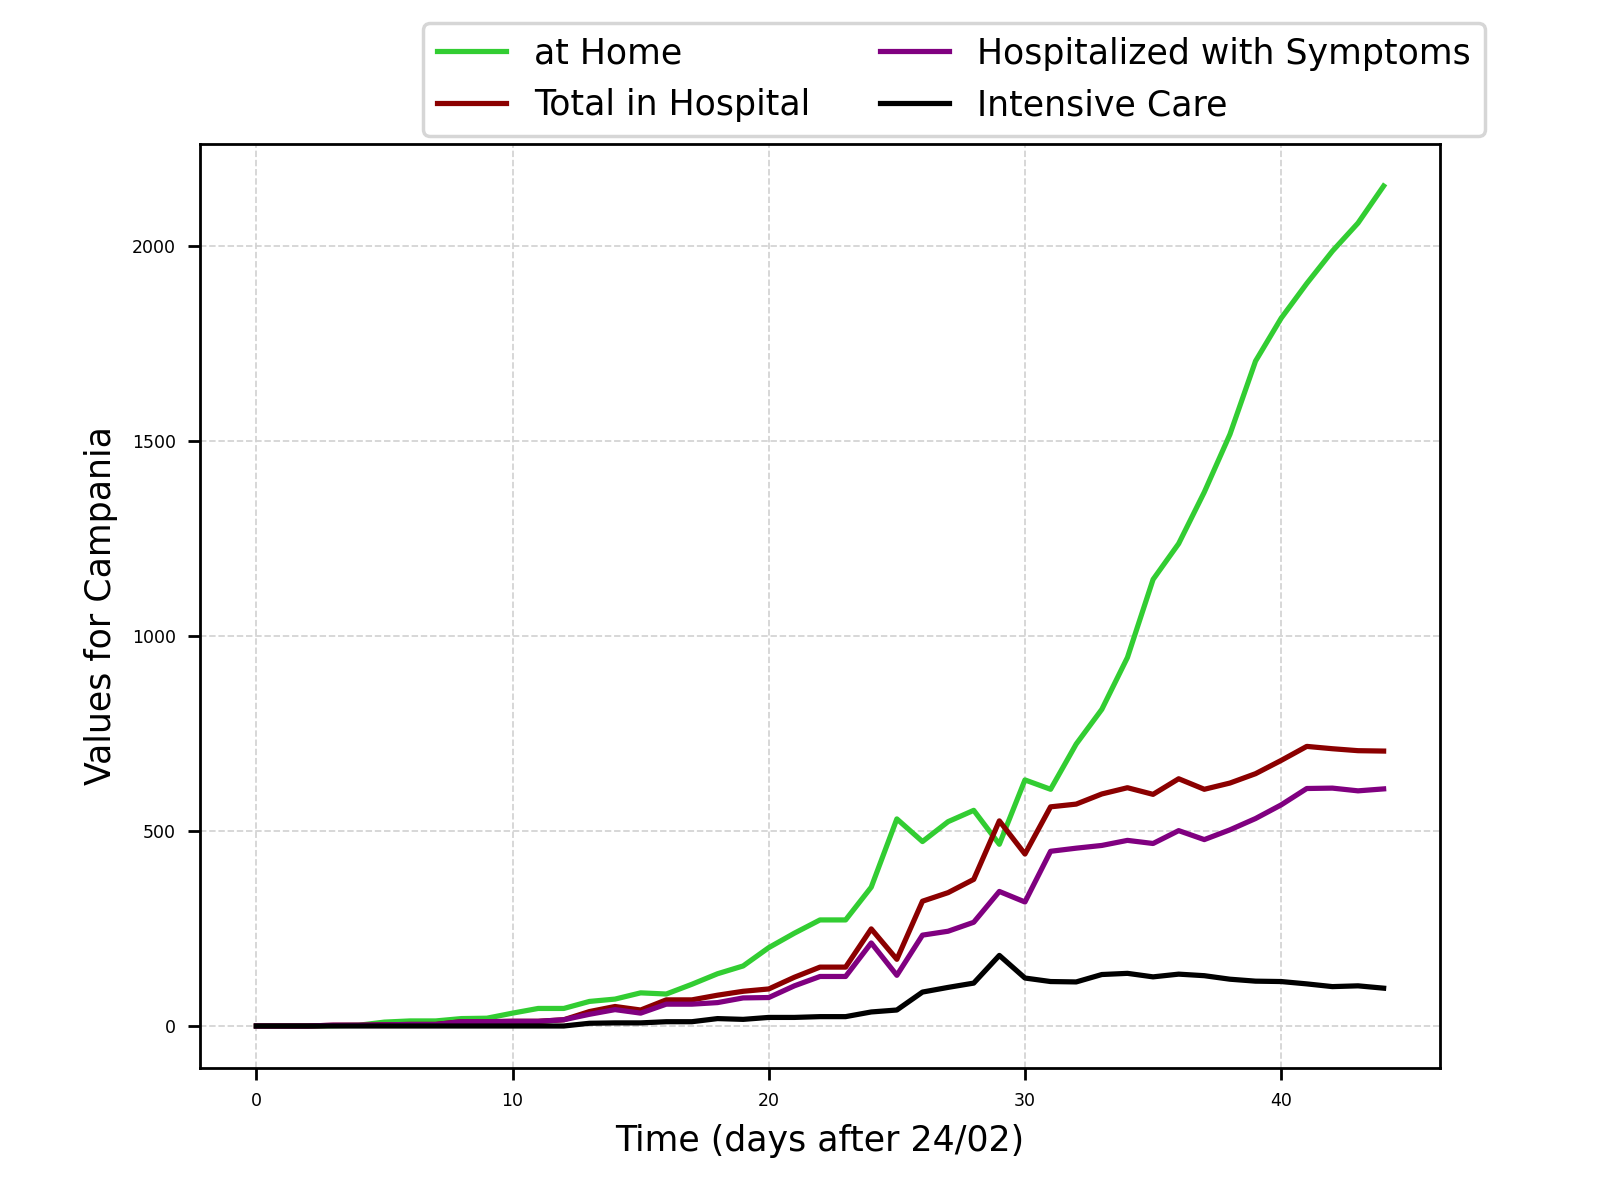 at Home
Hospitalized with Symptoms
Total in Hospital
Intensive Care
Values for Campania
2000
1500
1000
500
0
0 10 20 30 40
Time (days after 24/02)